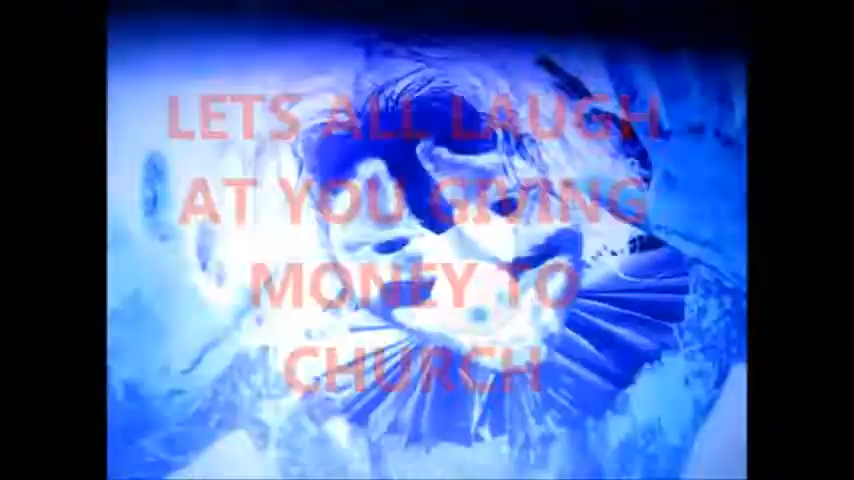 LETS ALL LAUGH
AT YOU GIVING
MONEY TO
CHURCH